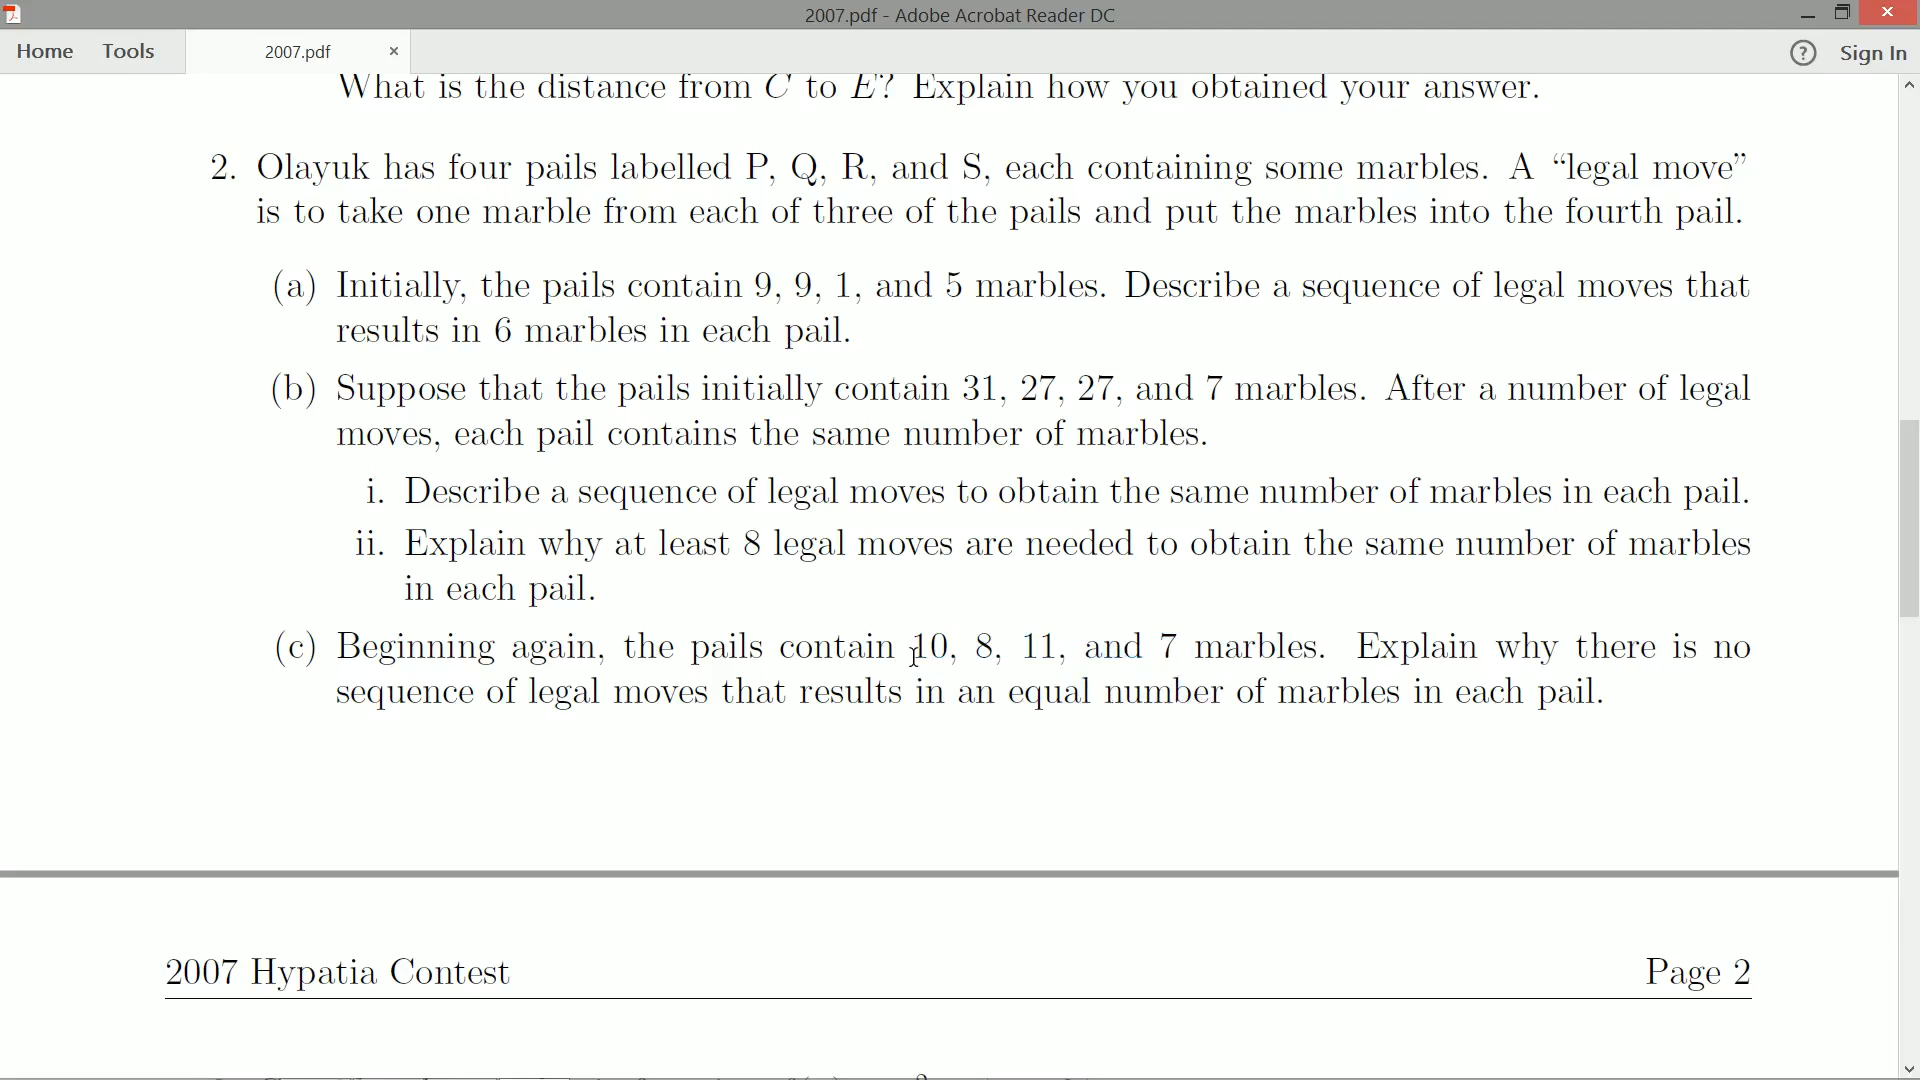 2007.pdf - Adobe Acrobat Reader DC
Home Tools 2007.pdf × ? Sign In
What is the distance from C to E? Explain how you obtained your answer.
2. Olayuk has four pails labelled P, Q, R, and S, each containing some marbles. A “legal move”
is to take one marble from each of three of the pails and put the marbles into the fourth pail.
(a) Initially, the pails contain 9, 9, 1, and 5 marbles. Describe a sequence of legal moves that
results in 6 marbles in each pail.
(b) Suppose that the pails initially contain 31, 27, 27, and 7 marbles. After a number of legal
moves, each pail contains the same number of marbles.
i. Describe a sequence of legal moves to obtain the same number of marbles in each pail.
ii. Explain why at least 8 legal moves are needed to obtain the same number of marbles
in each pail.
(c) Beginning again, the pails contain 10, 8, 11, and 7 marbles. Explain why there is no
sequence of legal moves that results in an equal number of marbles in each pail.
2007 Hypatia Contest Page 2